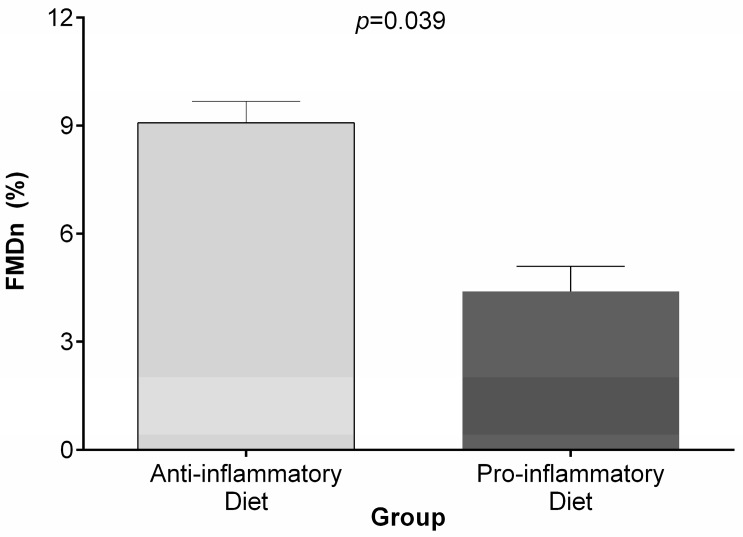 p=0.039
12
9
6
3
0
FMDn (%)
Anti-inflammatory
Diet
Pro-inflammatory
Diet
Group